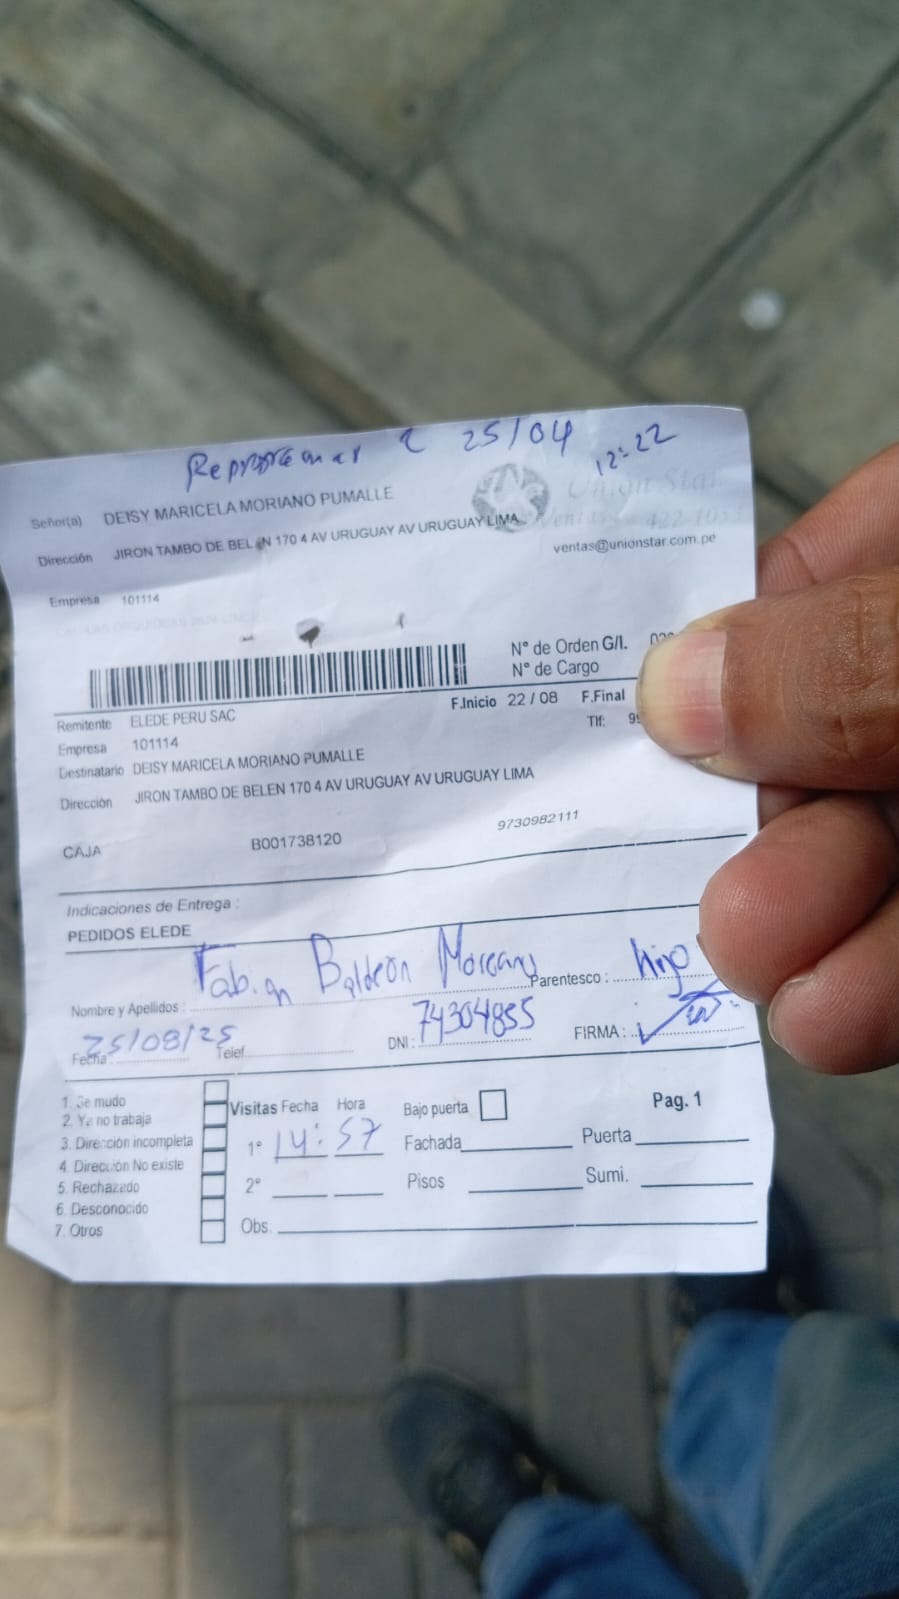 Reprogramar a 25/04 12:22
Señor(a) DEISY MARICELA MORIANO PUMALLE
Union Star
Dirección JIRON TAMBO DE BELEN 170 4 AV URUGUAY AV URUGUAY LIMA
Ventas
ventas@unionstar.com.pe
Empresa 101114
N° de Orden G/I.
N° de Cargo
F.Inicio 22 / 08 F.Final
Remitente ELEDE PERU SAC
Tlf:
Empresa 101114
Destinatario DEISY MARICELA MORIANO PUMALLE
Dirección JIRON TAMBO DE BELEN 170 4 AV URUGUAY AV URUGUAY LIMA
CAJA B001738120 9730982111
Indicaciones de Entrega :
PEDIDOS ELEDE
Nombre y Apellidos : Fabian Baldeón Moreano Parentesco : hijo
Fecha: 25/08/25 Telef. DNI: 74304855 FIRMA :
1. Se mudo
2. Ya no trabaja
3. Dirección incompleta
4. Dirección No existe
5. Rechazado
6. Desconocido
7. Otros
Visitas Fecha Hora Bajo puerta Pag. 1
1° 14: 57 Fachada Puerta
2° Pisos Sumi.
Obs.